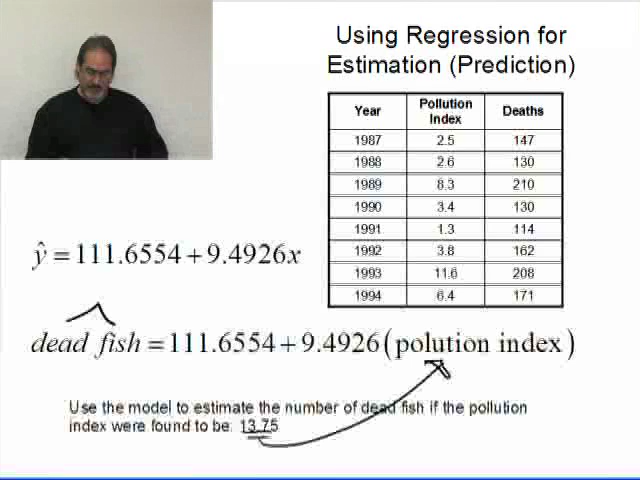 Using Regression for
Estimation (Prediction)
Year Pollution Index Deaths
1987 2.5 147
1988 2.6 130
1989 8.3 210
1990 3.4 130
1991 1.3 114
1992 3.8 162
1993 11.6 208
1994 6.4 171
ŷ = 111.6554 + 9.4926x
dead fish = 111.6554 + 9.4926(polution index)
Use the model to estimate the number of dead fish if the pollution
index were found to be: 13.75